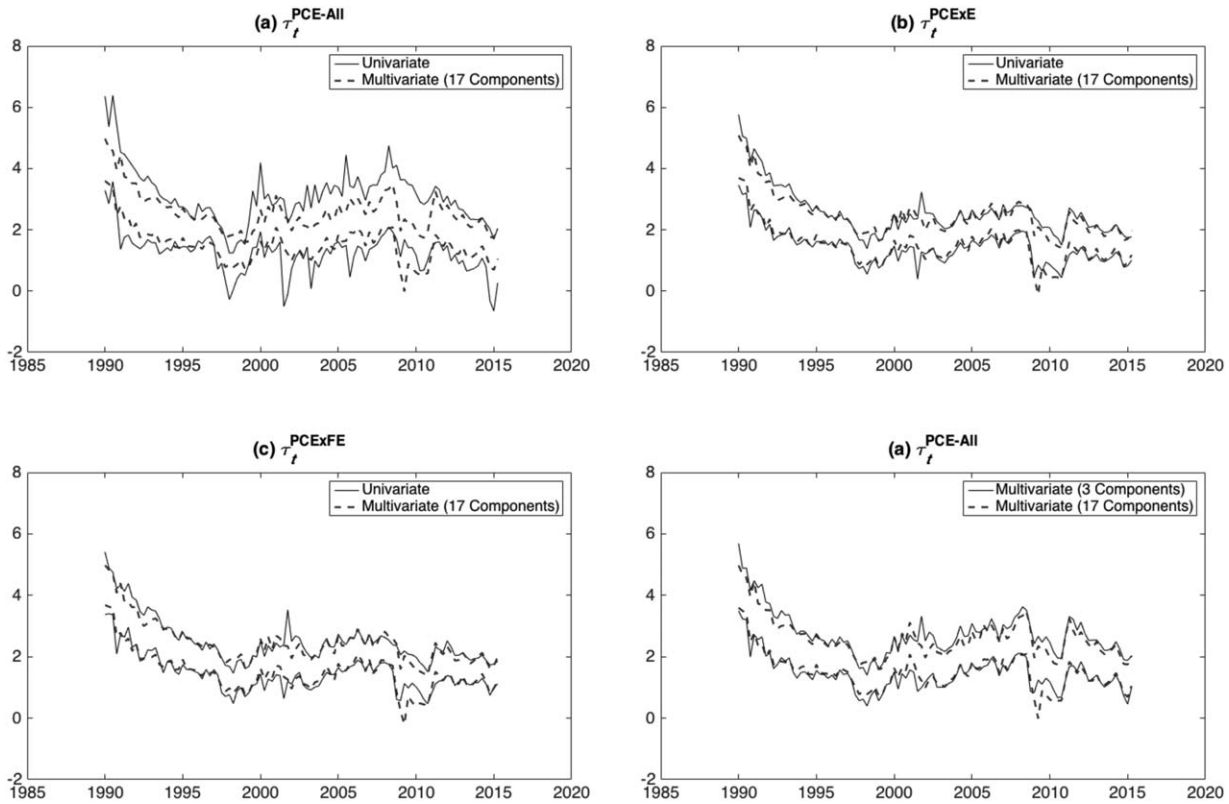 (a) τ_t^PCE-All
8
6
4
2
0
-2
1985 1990 1995 2000 2005 2010 2015 2020
Univariate
Multivariate (17 Components)
(b) τ_t^PCExE
8
6
4
2
0
-2
1985 1990 1995 2000 2005 2010 2015 2020
Univariate
Multivariate (17 Components)
(c) τ_t^PCExFE
8
6
4
2
0
-2
1985 1990 1995 2000 2005 2010 2015 2020
Univariate
Multivariate (17 Components)
(a) τ_t^PCE-All
8
6
4
2
0
-2
1985 1990 1995 2000 2005 2010 2015 2020
Multivariate (3 Components)
Multivariate (17 Components)